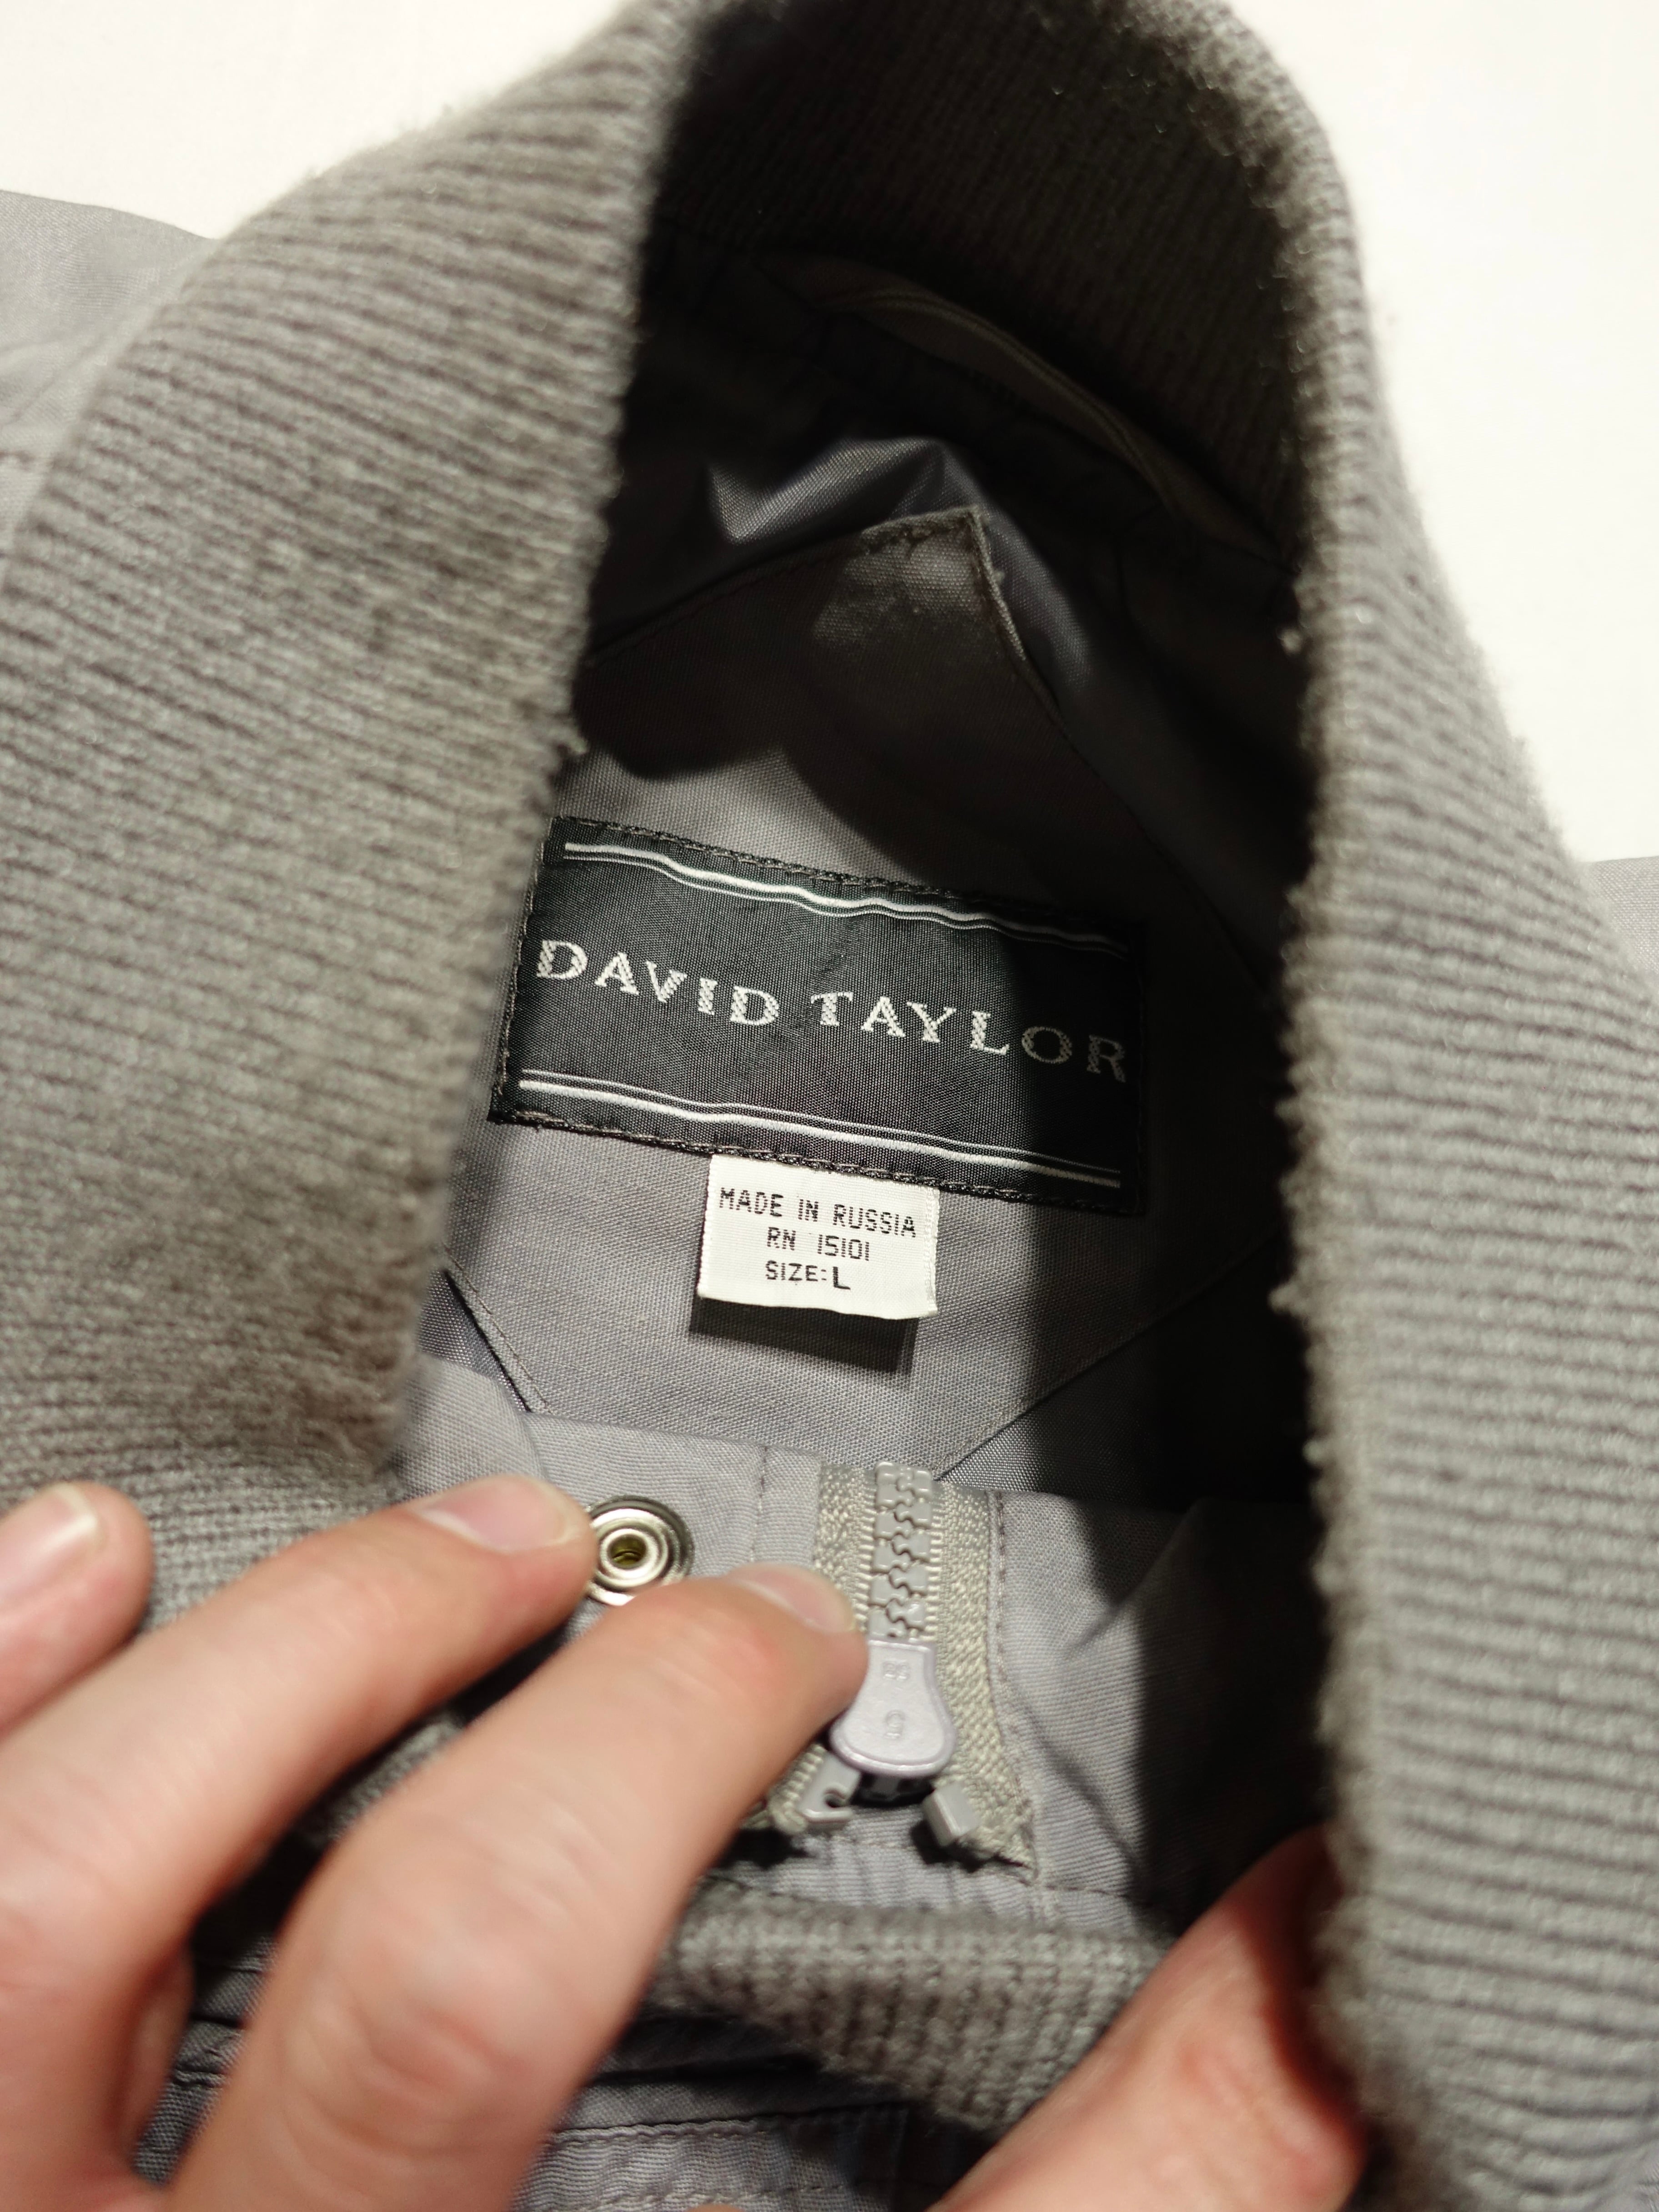 DAVID TAYLOR
MADE IN RUSSIA
RN 15101
SIZE: L